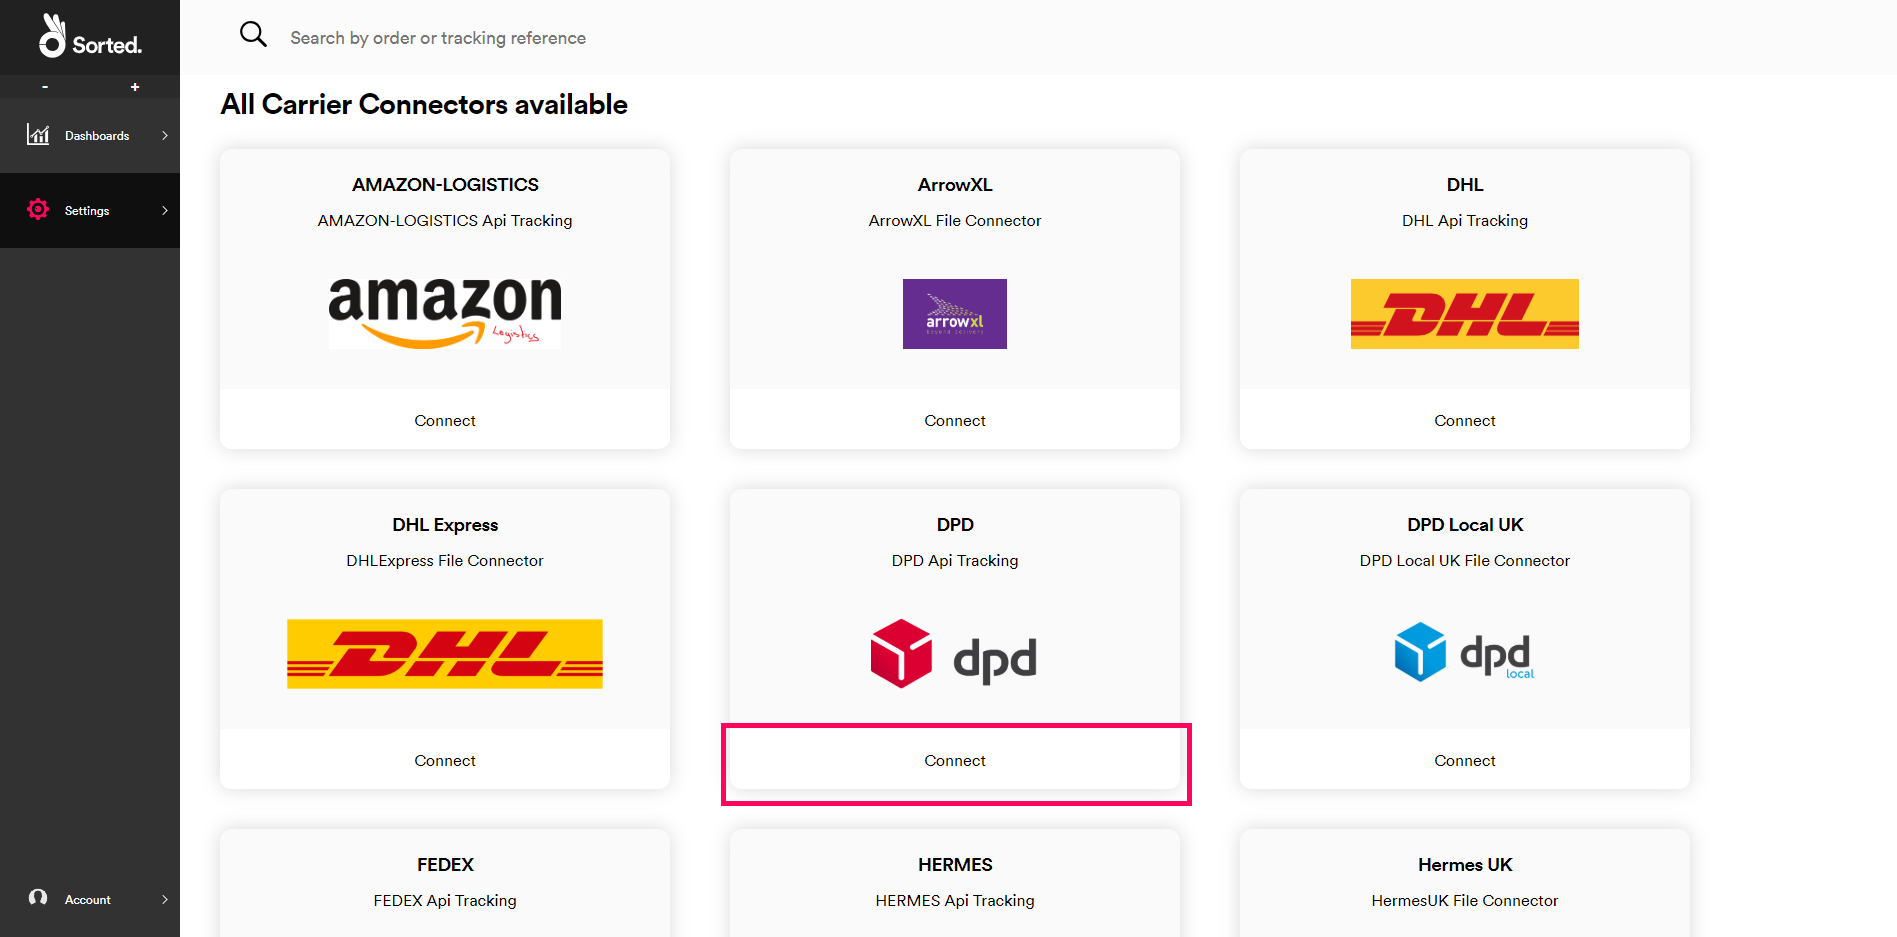 Sorted.
Search by order or tracking reference
- +
Dashboards
Settings
Account
All Carrier Connectors available
AMAZON-LOGISTICS
AMAZON-LOGISTICS Api Tracking
amazon
Logistics
Connect
ArrowXL
ArrowXL File Connector
arrowxl
beyond delivery
Connect
DHL
DHL Api Tracking
DHL
Connect
DHL Express
DHLExpress File Connector
DHL
Connect
DPD
DPD Api Tracking
dpd
Connect
DPD Local UK
DPD Local UK File Connector
dpd
local
Connect
FEDEX
FEDEX Api Tracking
HERMES
HERMES Api Tracking
Hermes UK
HermesUK File Connector